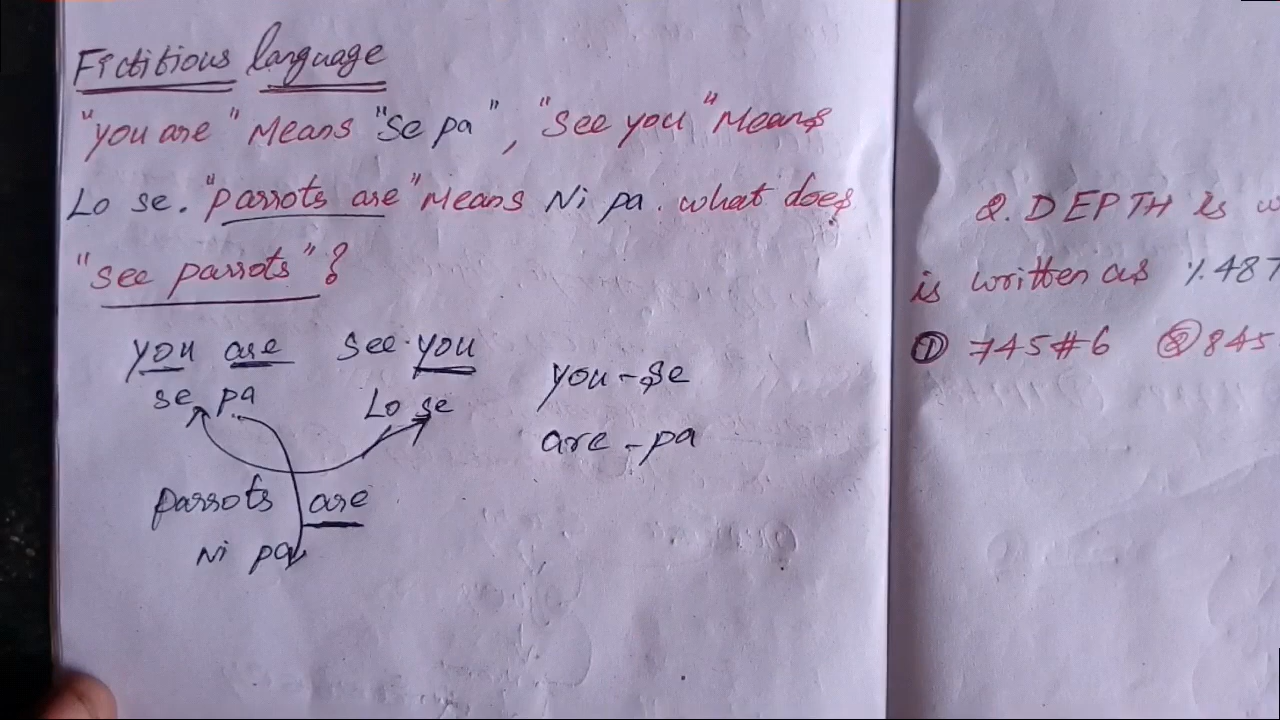 Fictitious language
"you are" Means "se pa", "See you" Means
Lo se. "parrots are" Means Ni pa. what does
"see parrots"?
you are see you
se pa Lo se
you - se
are - pa
parrots are
Ni pa
Q. DEPTH is
is written as
① 745#6 ② 845